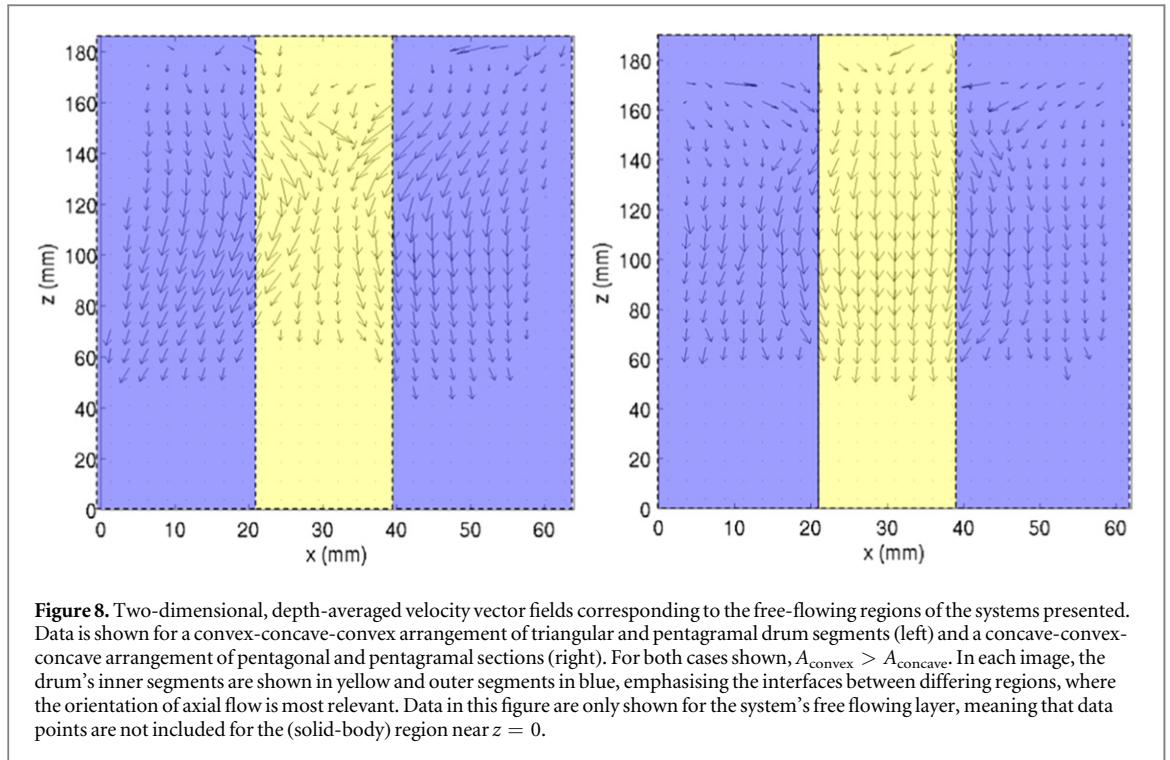 180
160
140
120
100
80
60
40
20
0
z (mm)
0 10 20 30 40 50 60
x (mm)
180
160
140
120
100
80
60
40
20
0
z (mm)
0 10 20 30 40 50 60
x (mm)
Figure 8. Two-dimensional, depth-averaged velocity vector fields corresponding to the free-flowing regions of the systems presented.
Data is shown for a convex-concave-convex arrangement of triangular and pentagramal drum segments (left) and a concave-convex-
concave arrangement of pentagonal and pentagramal sections (right). For both cases shown, A_convex > A_concave. In each image, the
drum's inner segments are shown in yellow and outer segments in blue, emphasising the interfaces between differing regions, where
the orientation of axial flow is most relevant. Data in this figure are only shown for the system's free flowing layer, meaning that data
points are not included for the (solid-body) region near z = 0.